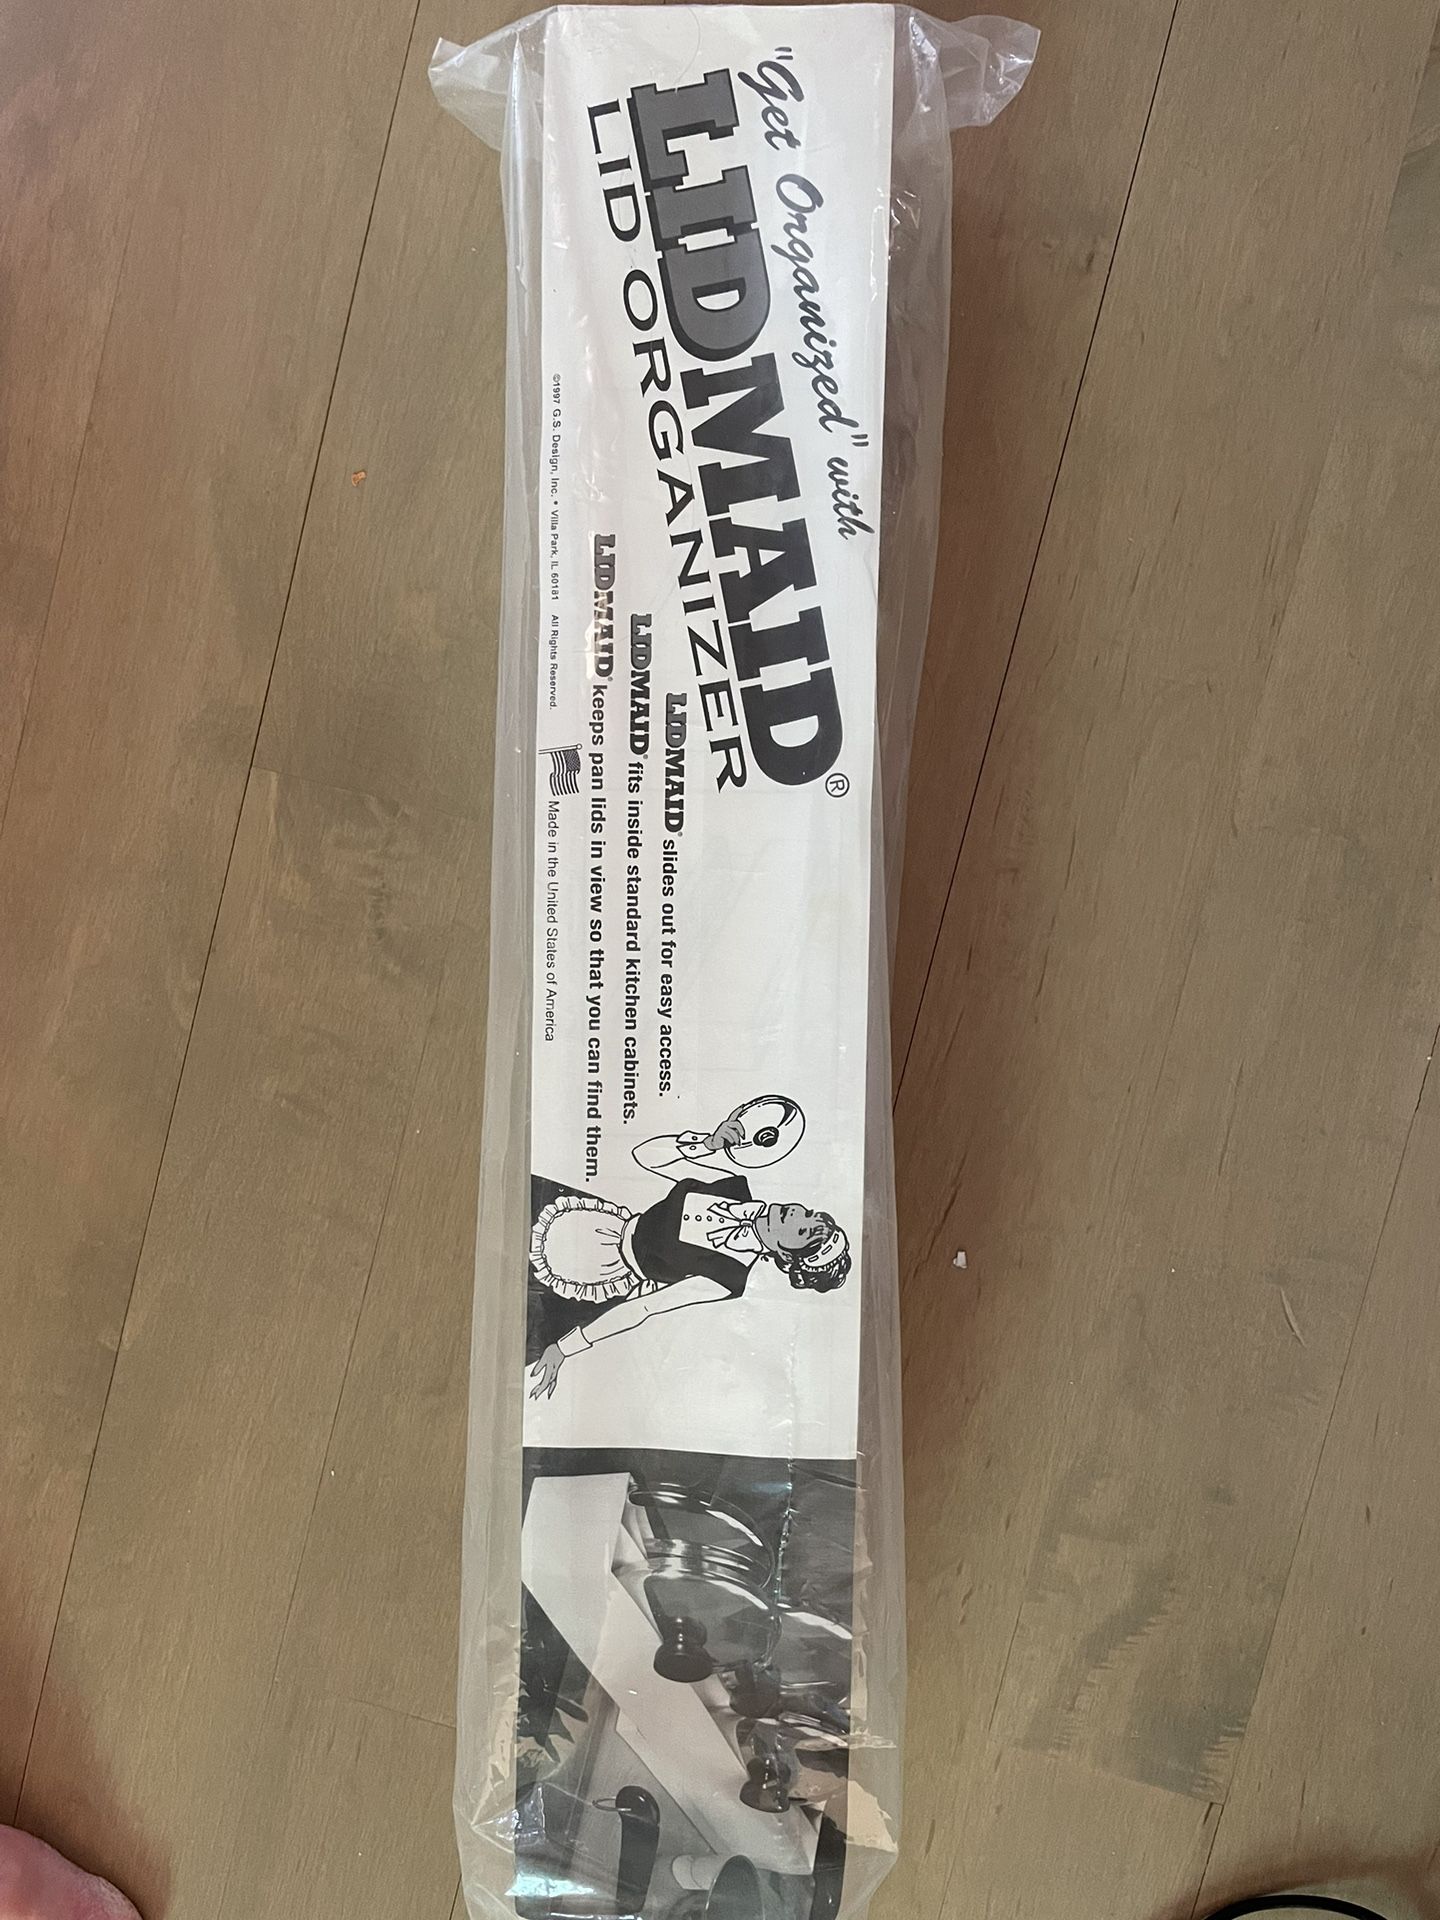 "Get Organized" with
LIDMAID®
LID ORGANIZER
LIDMAID® slides out for easy access.
LIDMAID® fits inside standard kitchen cabinets.
LIDMAID® keeps pan lids in view so that you can find them.
©1997 G.S. Design, Inc. • Villa Park, IL 60181 All Rights Reserved. Made in the United States of America